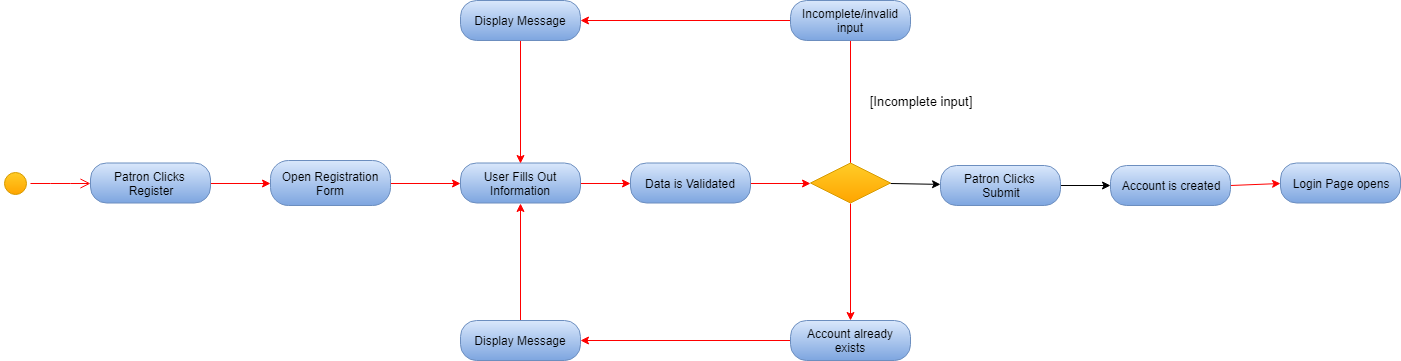 Display Message
Incomplete/invalid
input
[Incomplete input]
Patron Clicks
Register
Open Registration
Form
User Fills Out
Information
Data is Validated
Patron Clicks
Submit
Account is created
Login Page opens
Display Message
Account already
exists